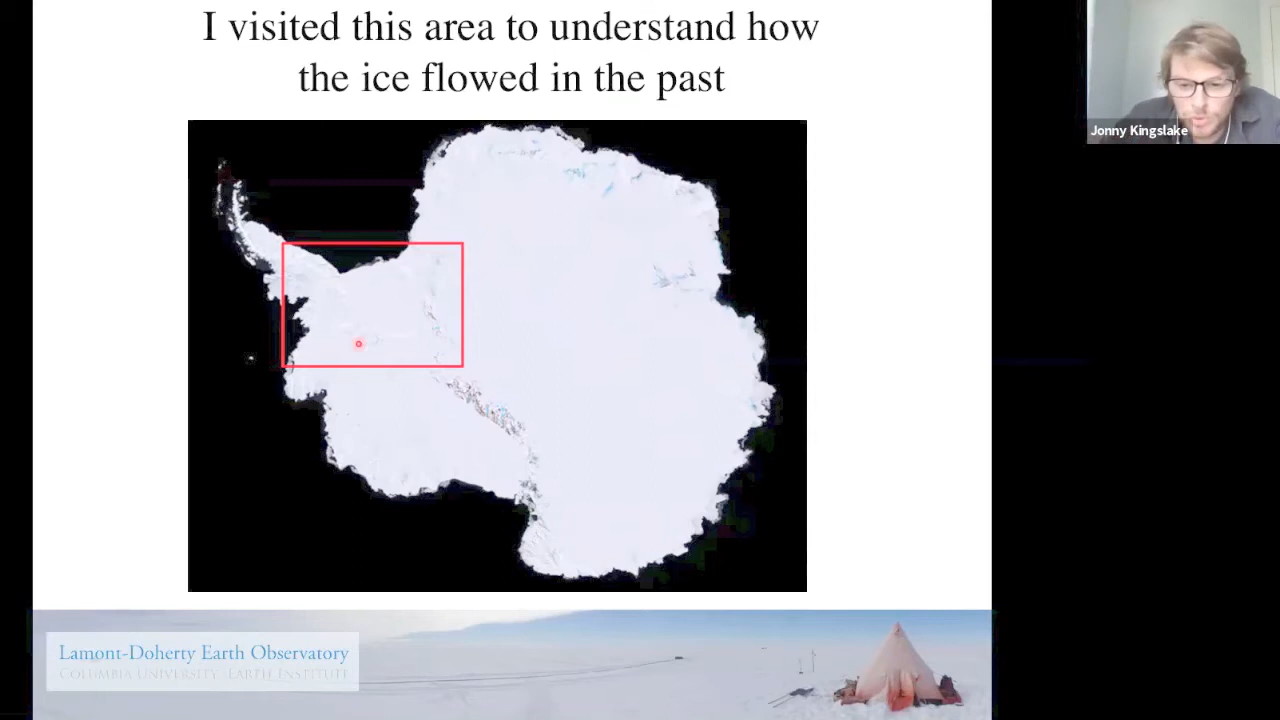 I visited this area to understand how
the ice flowed in the past
Jonny Kingslake
Lamont-Doherty Earth Observatory
COLUMBIA UNIVERSITY EARTH INSTITUTE